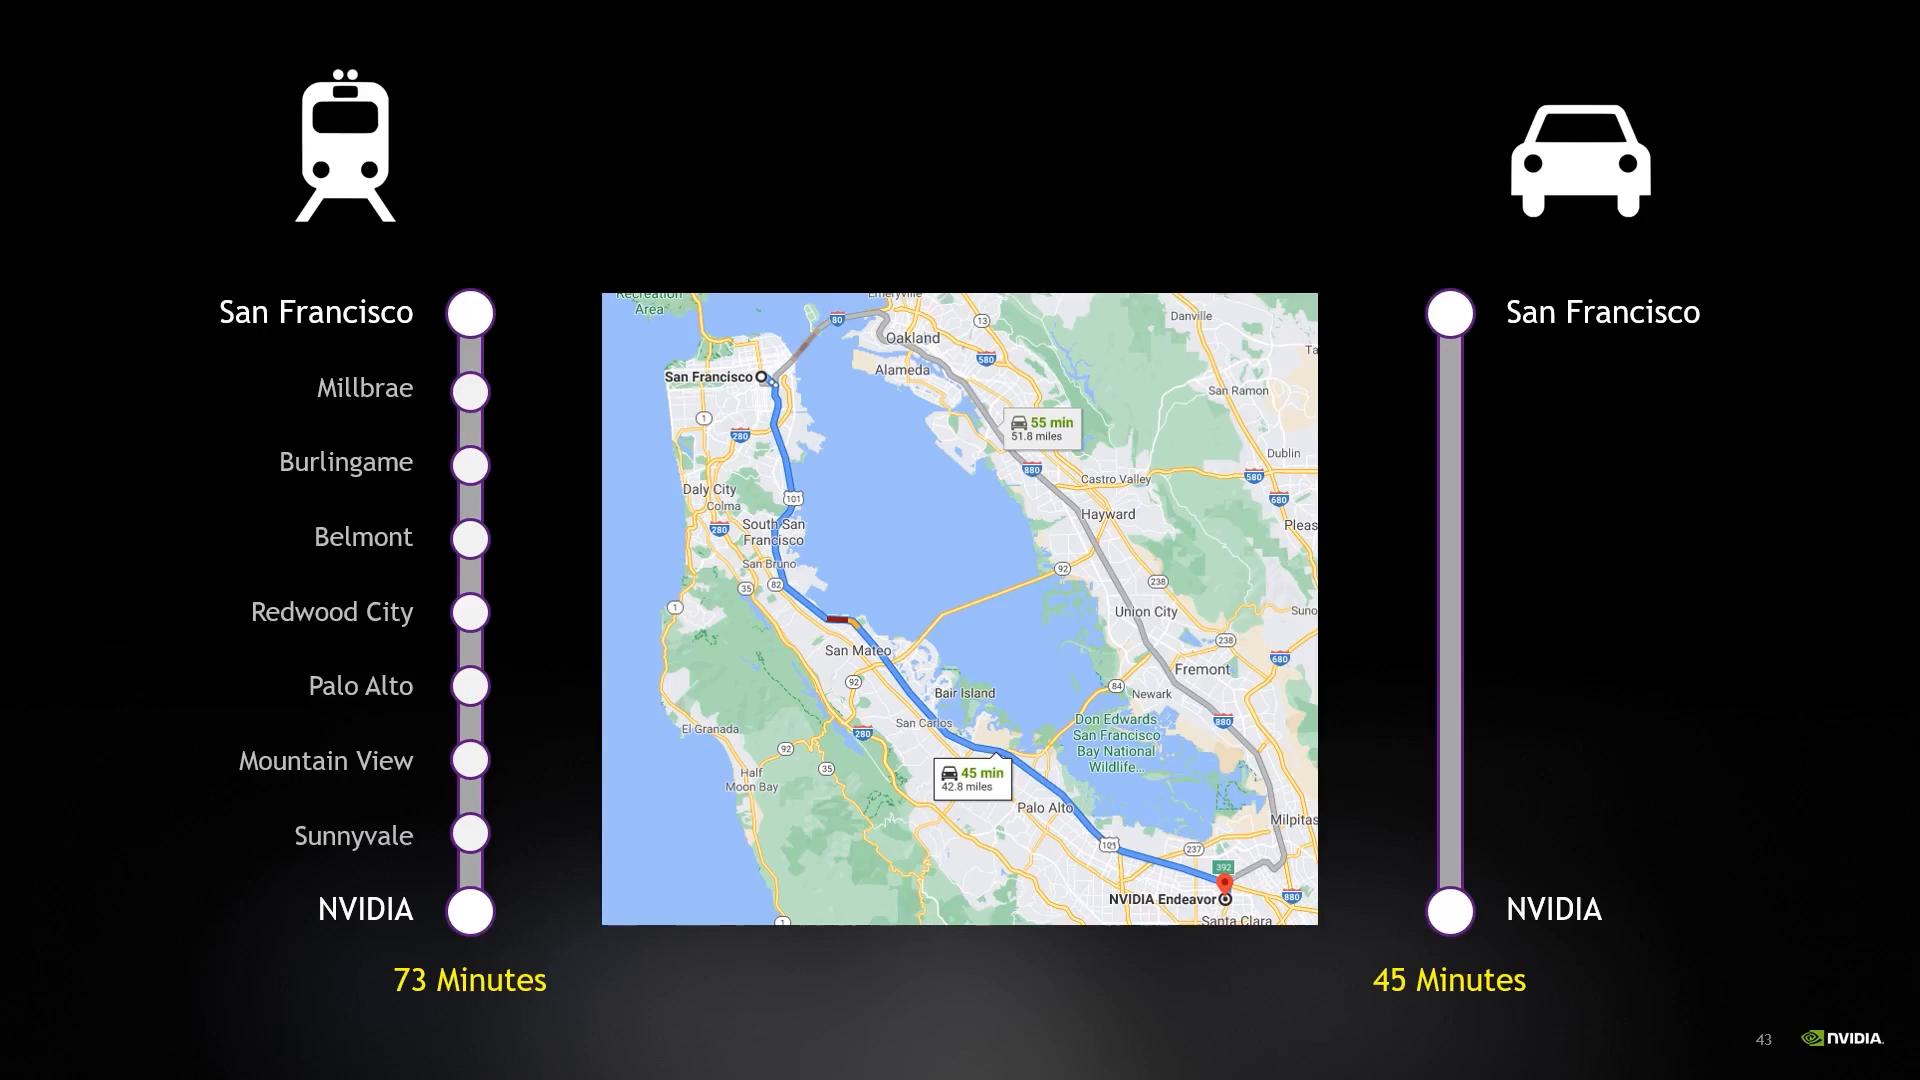 San Francisco
Millbrae
Burlingame
Belmont
Redwood City
Palo Alto
Mountain View
Sunnyvale
NVIDIA
73 Minutes
Recreation
Area
Emeryville
80
13
Danville
Oakland
580
Alameda
San Francisco
San Ramon
1
280
55 min
51.8 miles
Dublin
880
Castro Valley
580
680
Daly City
Colma
101
280
South San
Francisco
Hayward
Pleas
San Bruno
35
82
92
238
1
Union City
Suno
238
San Mateo
680
92
Fremont
84
Newark
Bair Island
San Carlos
El Granada
280
Don Edwards
San Francisco
Bay National
Wildlife...
880
92
35
Half
Moon Bay
45 min
42.8 miles
Palo Alto
Milpitas
101
237
392
NVIDIA Endeavor
880
Santa Clara
1
San Francisco
NVIDIA
45 Minutes
43
NVIDIA.